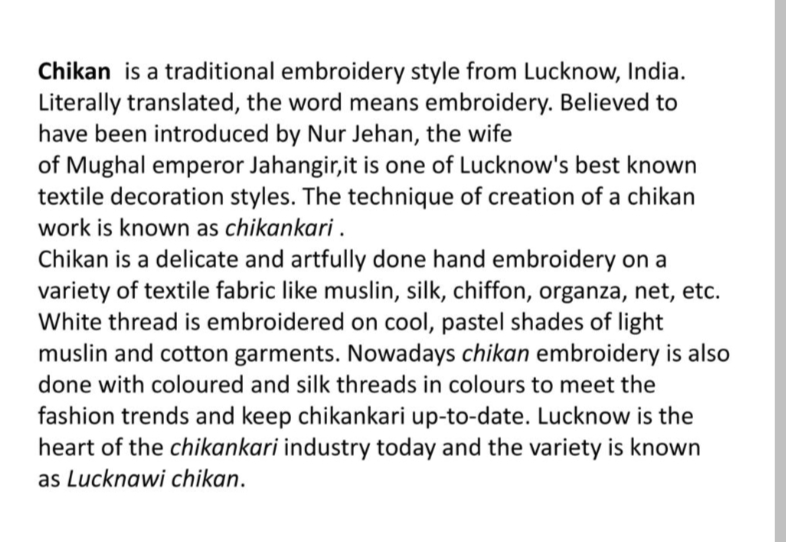 Chikan is a traditional embroidery style from Lucknow, India.
Literally translated, the word means embroidery. Believed to
have been introduced by Nur Jehan, the wife
of Mughal emperor Jahangir,it is one of Lucknow's best known
textile decoration styles. The technique of creation of a chikan
work is known as chikankari .
Chikan is a delicate and artfully done hand embroidery on a
variety of textile fabric like muslin, silk, chiffon, organza, net, etc.
White thread is embroidered on cool, pastel shades of light
muslin and cotton garments. Nowadays chikan embroidery is also
done with coloured and silk threads in colours to meet the
fashion trends and keep chikankari up-to-date. Lucknow is the
heart of the chikankari industry today and the variety is known
as Lucknawi chikan.